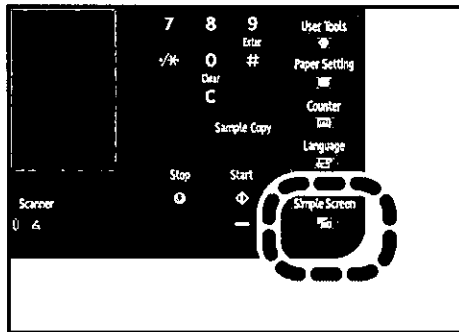 7 8 9 User Tools
Enter
·/✱ 0 # Paper Setting
Clear
C Counter
Sample Copy
Language
Stop Start
Scanner Simple Screen